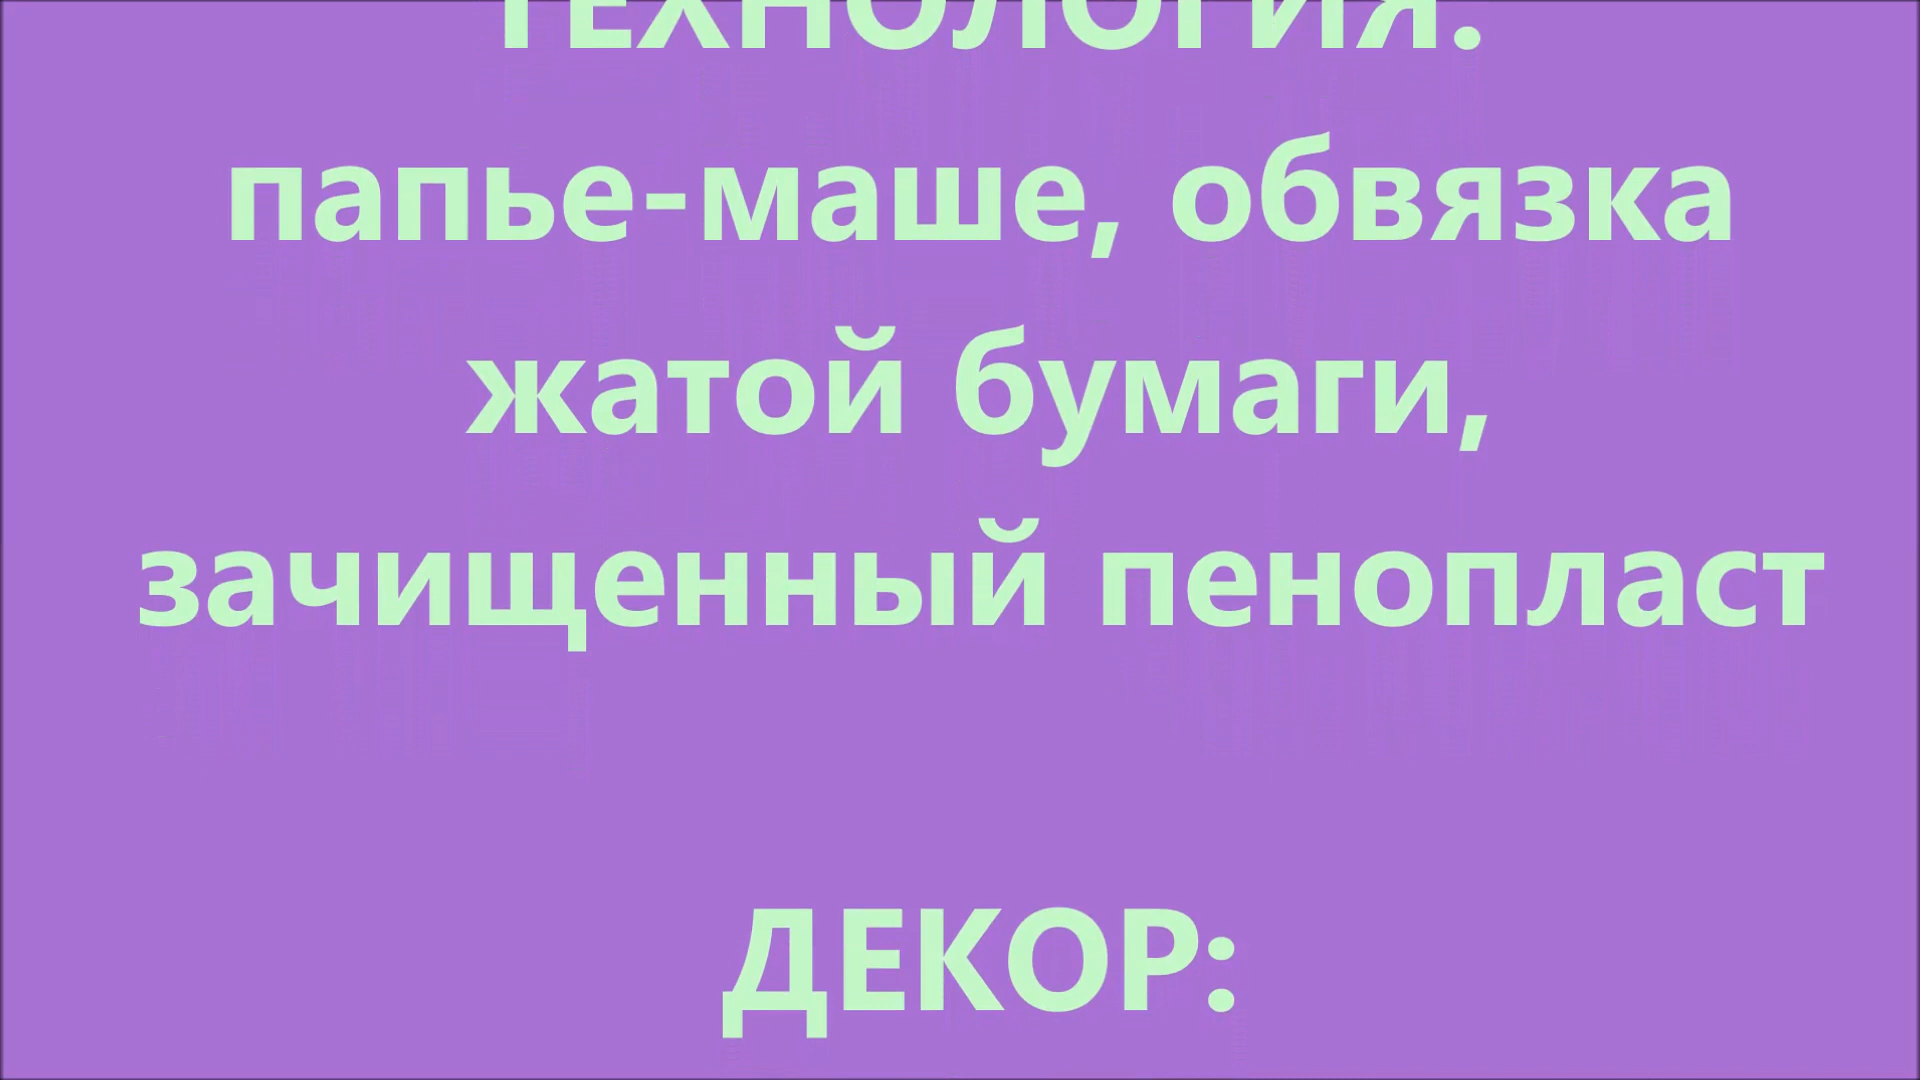 ТЕХНОЛОГИЯ:
папье-маше, обвязка
жатой бумаги,
зачищенный пенопласт
ДЕКОР: